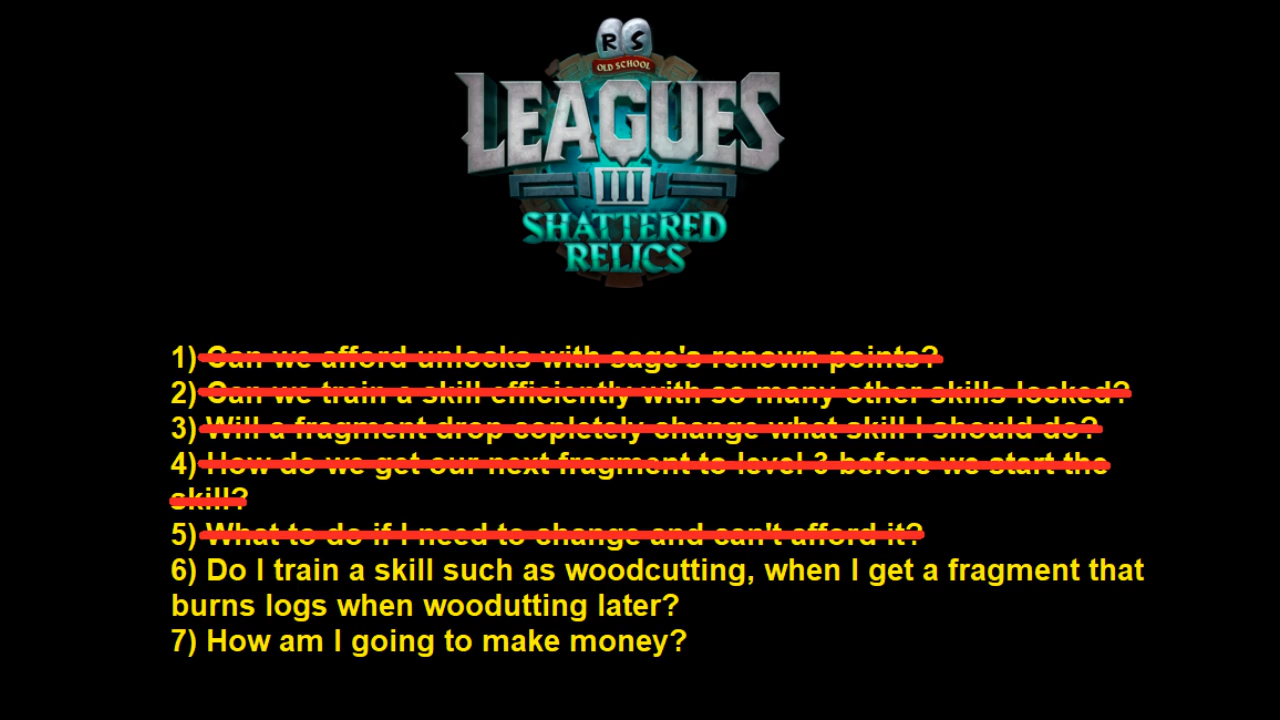 RS
OLD SCHOOL
LEAGUES
III
SHATTERED
RELICS
1) Can we afford unlocks with sage's renown points?
2) Can we train a skill efficiently with so many other skills locked?
3) Will a fragment drop copletely change what skill I should do?
4) How do we get our next fragment to level 3 before we start the
skill?
5) What to do if I need to change and can't afford it?
6) Do I train a skill such as woodcutting, when I get a fragment that
burns logs when woodutting later?
7) How am I going to make money?